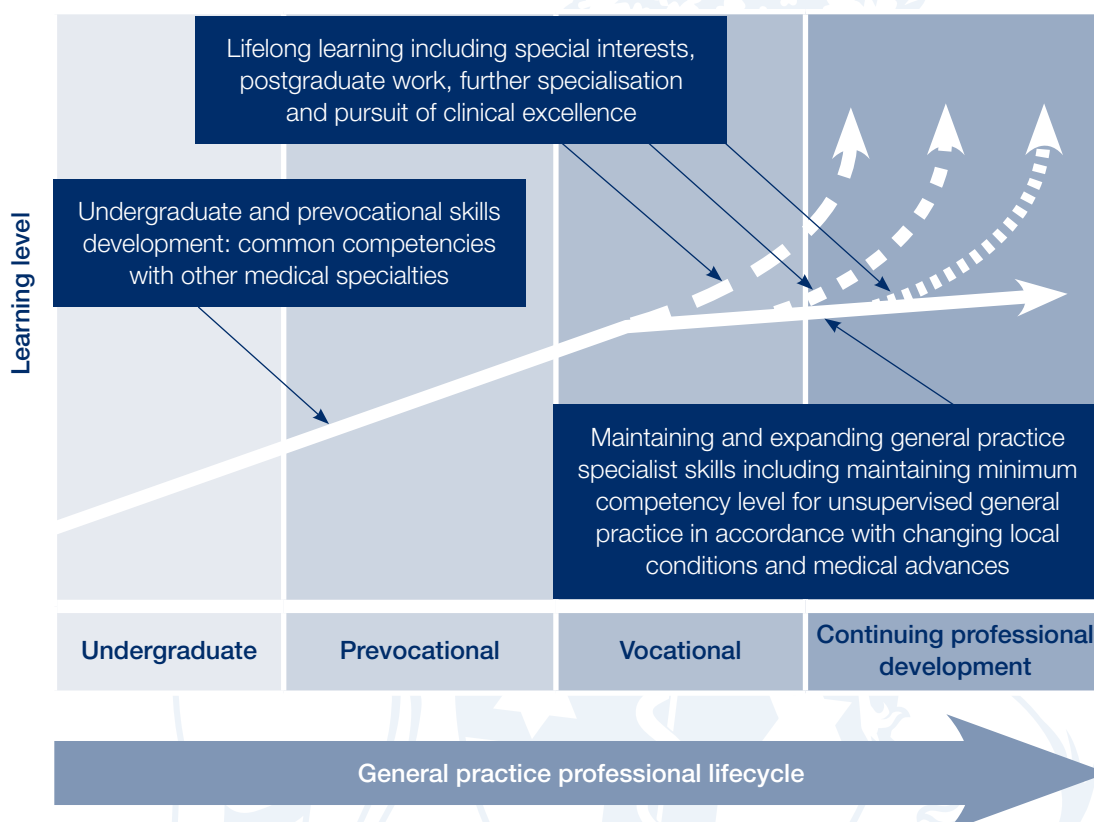 Lifelong learning including special interests,
postgraduate work, further specialisation
and pursuit of clinical excellence
Undergraduate and prevocational skills
development: common competencies
with other medical specialties
Learning level
Maintaining and expanding general practice
specialist skills including maintaining minimum
competency level for unsupervised general
practice in accordance with changing local
conditions and medical advances
Undergraduate
Prevocational
Vocational
Continuing professional
development
General practice professional lifecycle